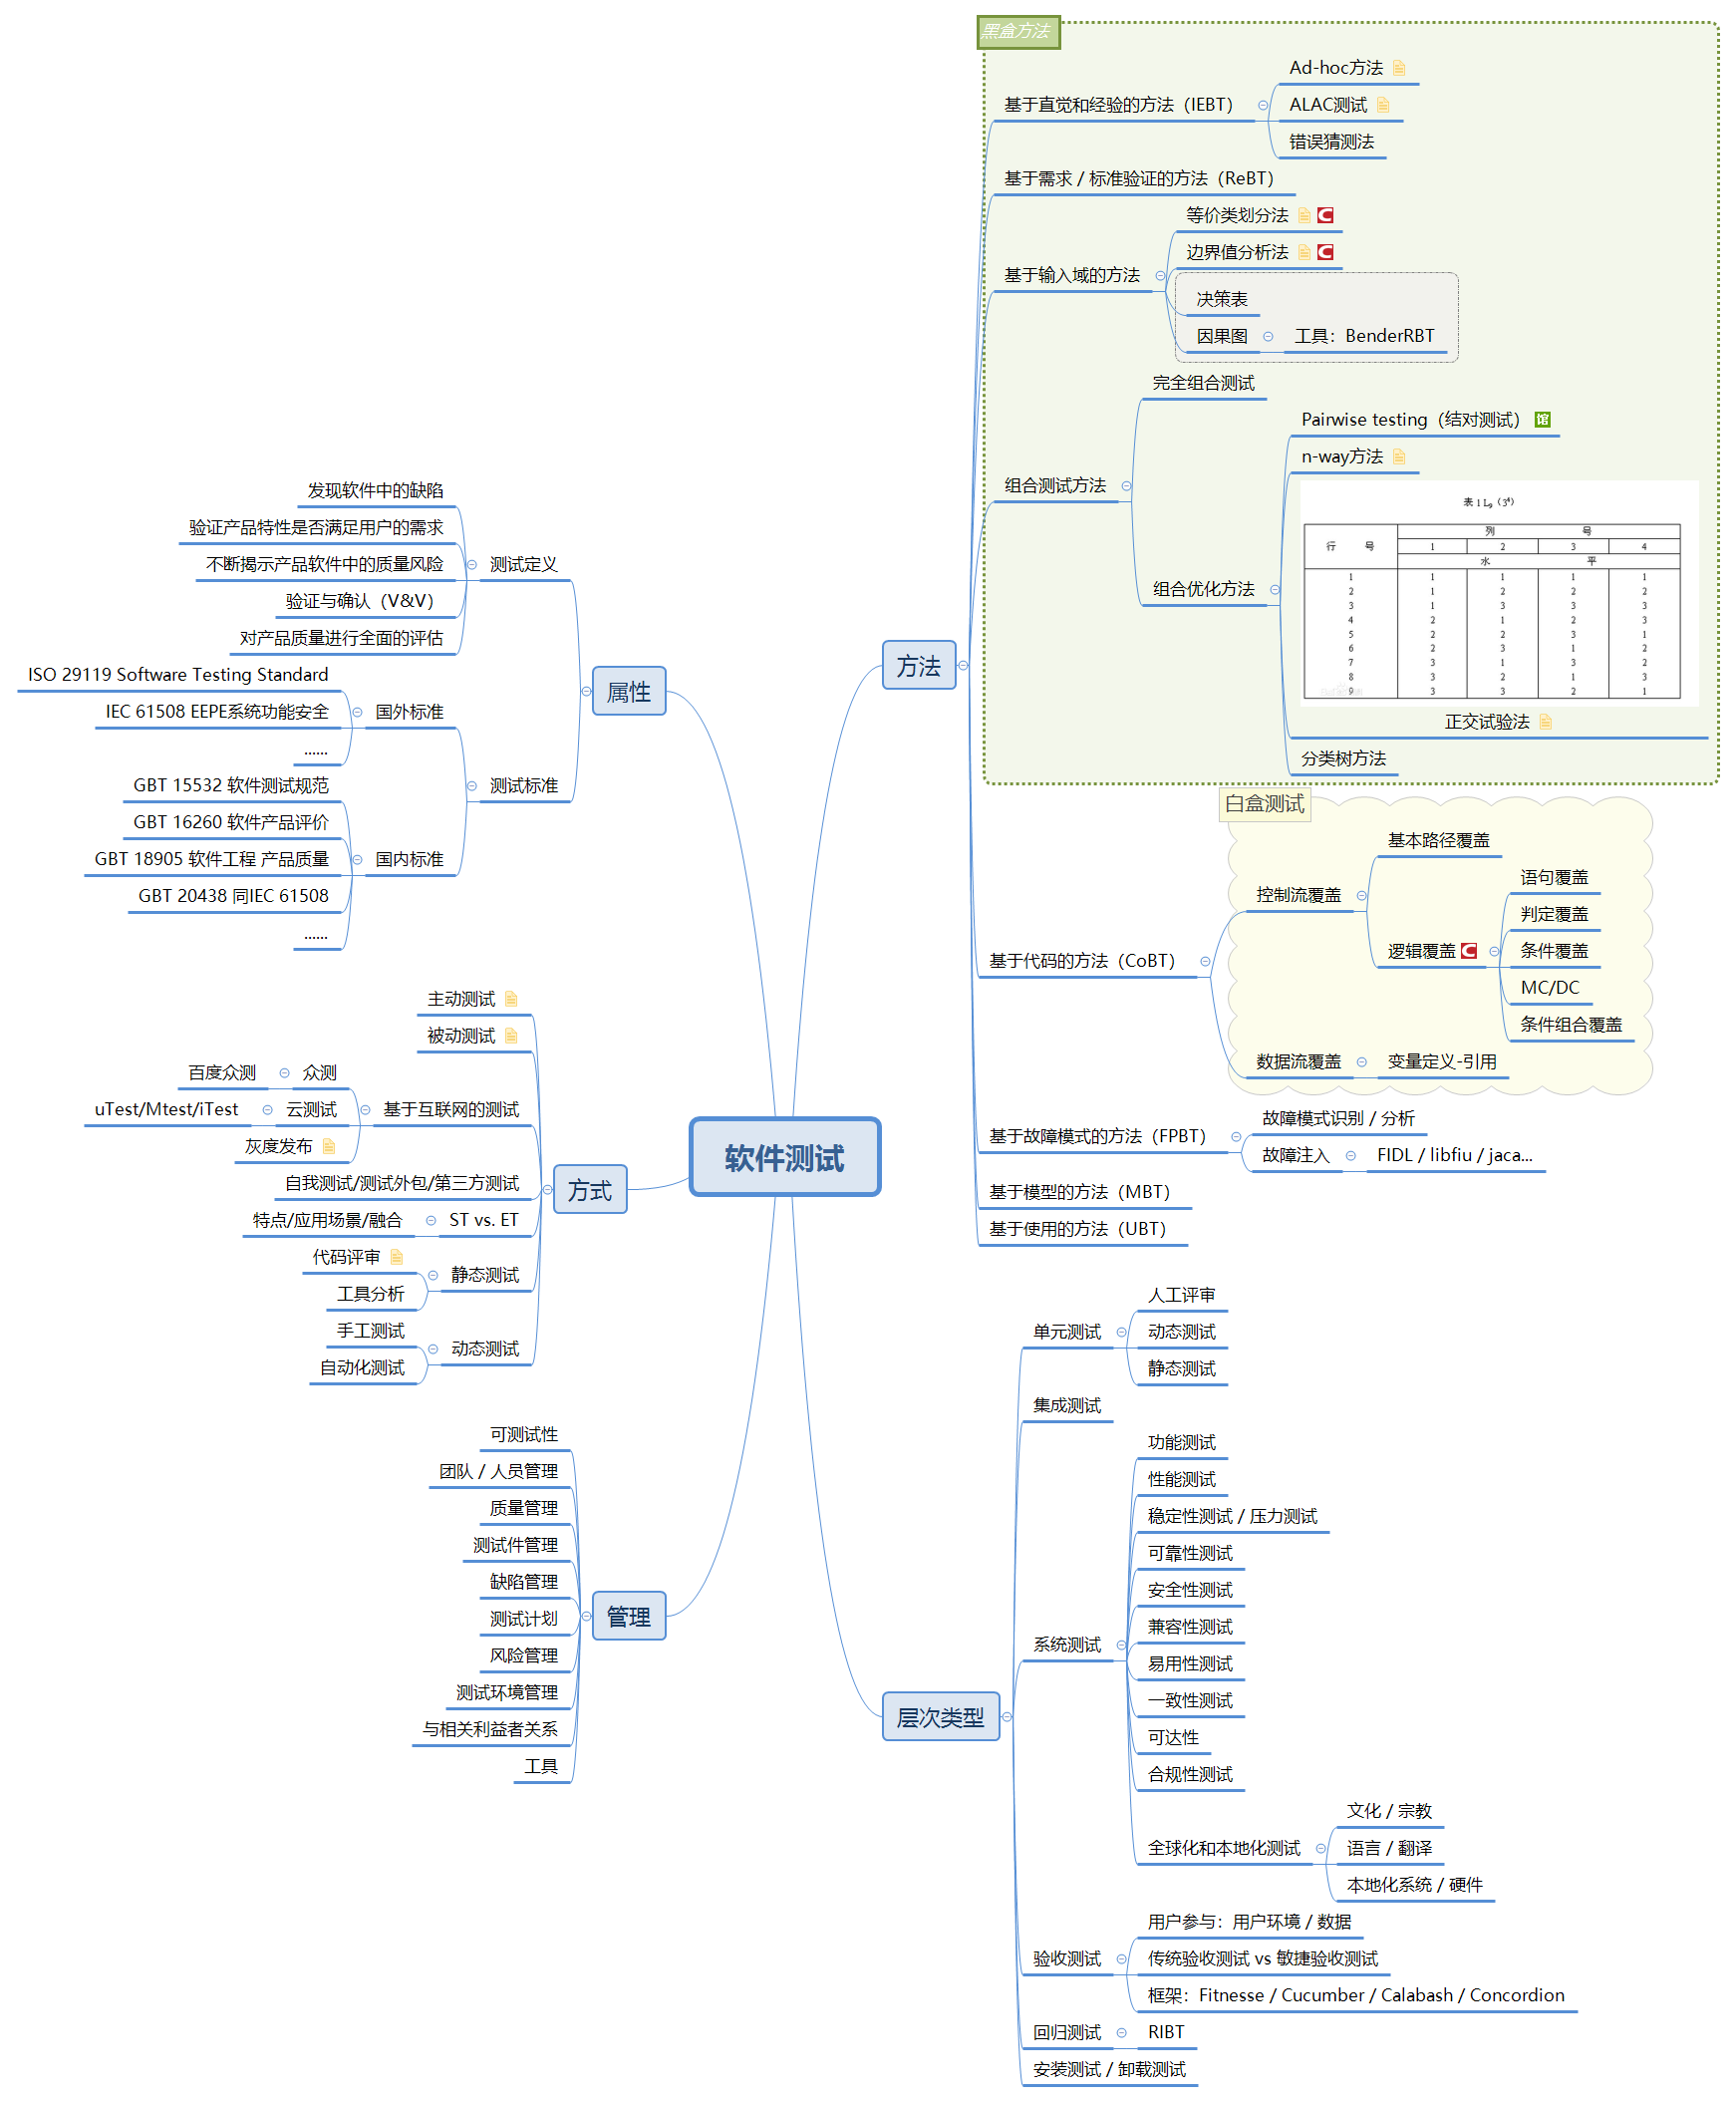 软件测试
方法
黑盒方法
基于直觉和经验的方法（IEBT）
Ad-hoc方法
ALAC测试
错误猜测法
基于需求 / 标准验证的方法（ReBT）
基于输入域的方法
等价类划分法
边界值分析法
决策表
因果图
工具：BenderRBT
组合测试方法
完全组合测试
组合优化方法
Pairwise testing（结对测试） 馆
n-way方法
表 1 L9（3⁴）
列 号
行 号 1 2 3 4
水 平
1 1 1 1 1
2 1 2 2 2
3 1 3 3 3
4 2 1 2 3
5 2 2 3 1
6 2 3 1 2
7 3 1 3 2
8 3 2 1 3
9 3 3 2 1
正交试验法
分类树方法
白盒测试
基于代码的方法（CoBT）
控制流覆盖
基本路径覆盖
逻辑覆盖
语句覆盖
判定覆盖
条件覆盖
MC/DC
条件组合覆盖
数据流覆盖
变量定义-引用
基于故障模式的方法（FPBT）
故障模式识别 / 分析
故障注入
FIDL / libfiu / jaca...
基于模型的方法（MBT）
基于使用的方法（UBT）
层次类型
单元测试
人工评审
动态测试
静态测试
集成测试
系统测试
功能测试
性能测试
稳定性测试 / 压力测试
可靠性测试
安全性测试
兼容性测试
易用性测试
一致性测试
可达性
合规性测试
全球化和本地化测试
文化 / 宗教
语言 / 翻译
本地化系统 / 硬件
验收测试
用户参与：用户环境 / 数据
传统验收测试 vs 敏捷验收测试
框架：Fitnesse / Cucumber / Calabash / Concordion
回归测试
RIBT
安装测试 / 卸载测试
属性
测试定义
发现软件中的缺陷
验证产品特性是否满足用户的需求
不断揭示产品软件中的质量风险
验证与确认（V&V）
对产品质量进行全面的评估
测试标准
国外标准
ISO 29119 Software Testing Standard
IEC 61508 EEPE系统功能安全
......
国内标准
GBT 15532 软件测试规范
GBT 16260 软件产品评价
GBT 18905 软件工程 产品质量
GBT 20438 同IEC 61508
......
方式
主动测试
被动测试
基于互联网的测试
众测
百度众测
云测试
uTest/Mtest/iTest
灰度发布
自我测试/测试外包/第三方测试
ST vs. ET
特点/应用场景/融合
静态测试
代码评审
工具分析
动态测试
手工测试
自动化测试
管理
可测试性
团队 / 人员管理
质量管理
测试件管理
缺陷管理
测试计划
风险管理
测试环境管理
与相关利益者关系
工具